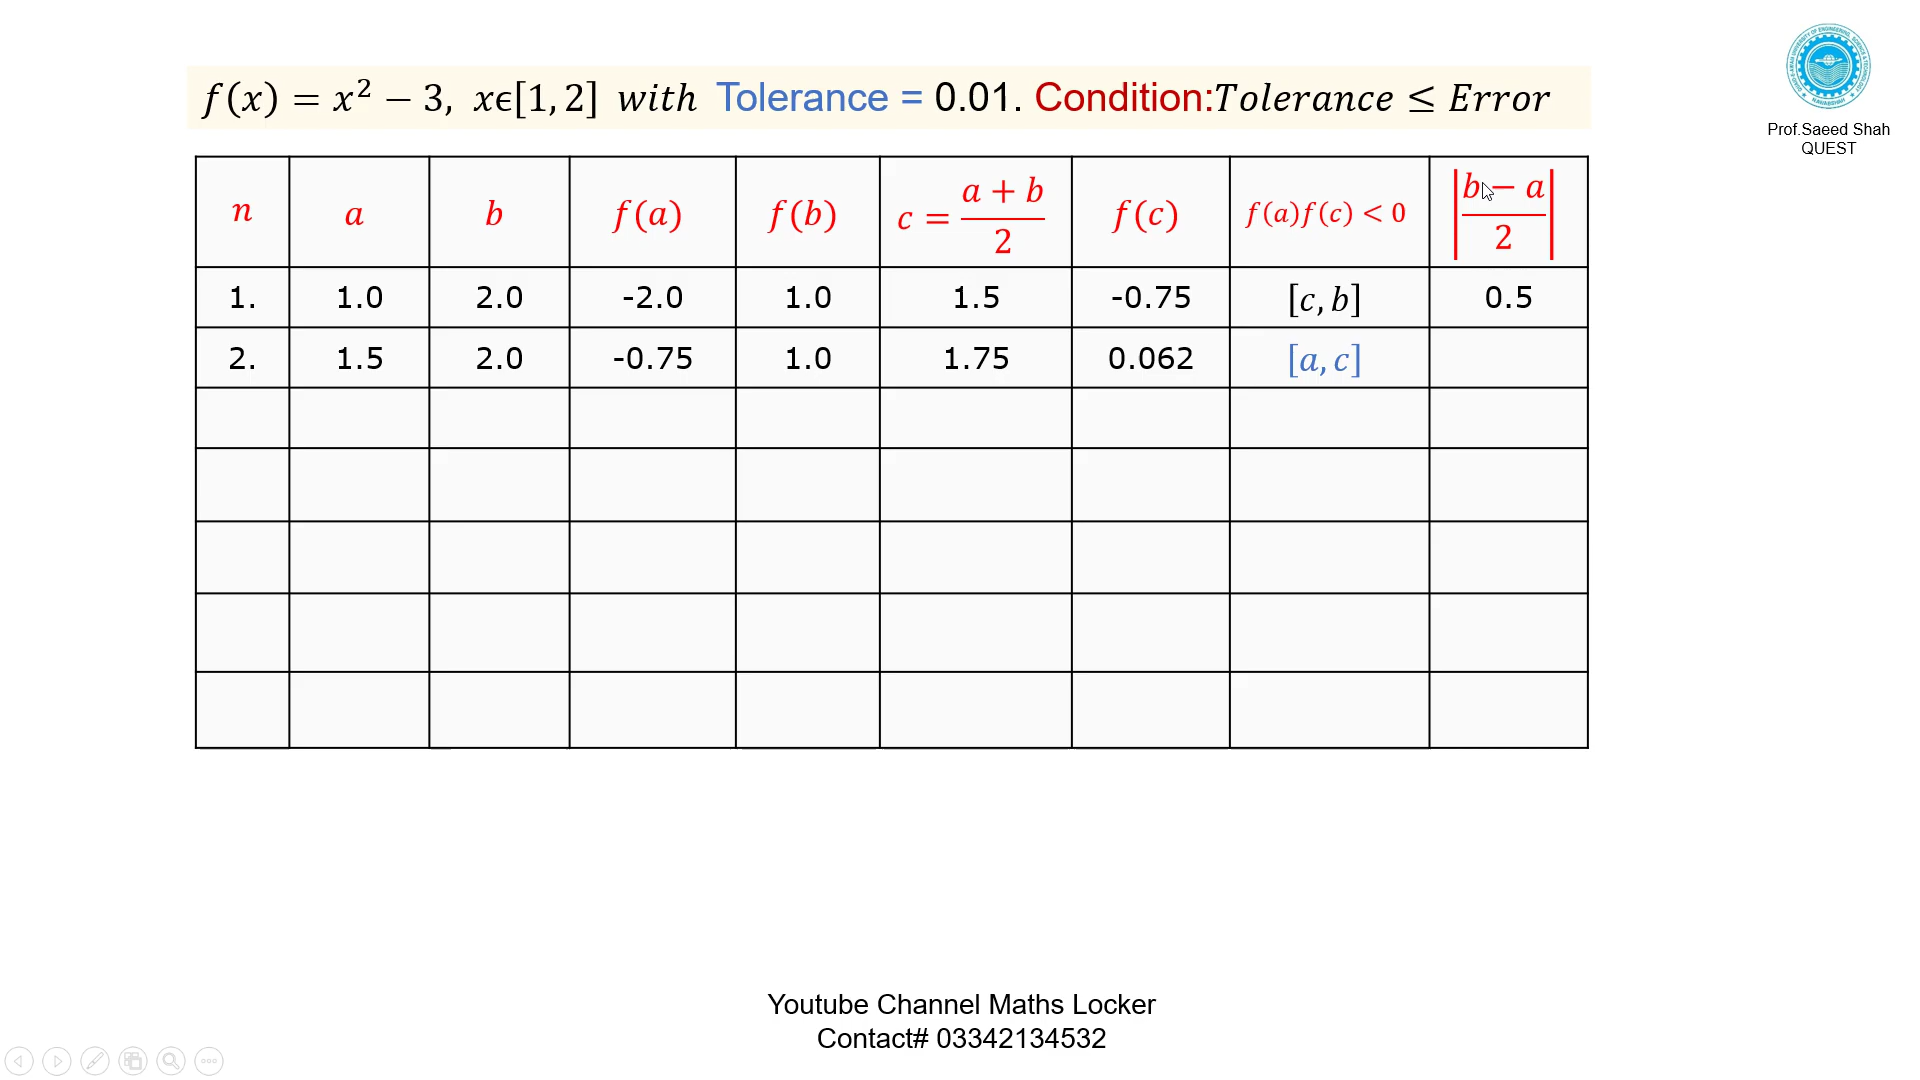 f(x) = x² − 3, xϵ[1, 2] with Tolerance = 0.01. Condition:Tolerance ≤ Error
Prof.Saeed Shah
QUEST
n a b f(a) f(b) c = (a + b)/2 f(c) f(a)f(c) < 0 |(b − a)/2|
1. 1.0 2.0 -2.0 1.0 1.5 -0.75 [c, b] 0.5
2. 1.5 2.0 -0.75 1.0 1.75 0.062 [a, c]
Youtube Channel Maths Locker
Contact# 03342134532